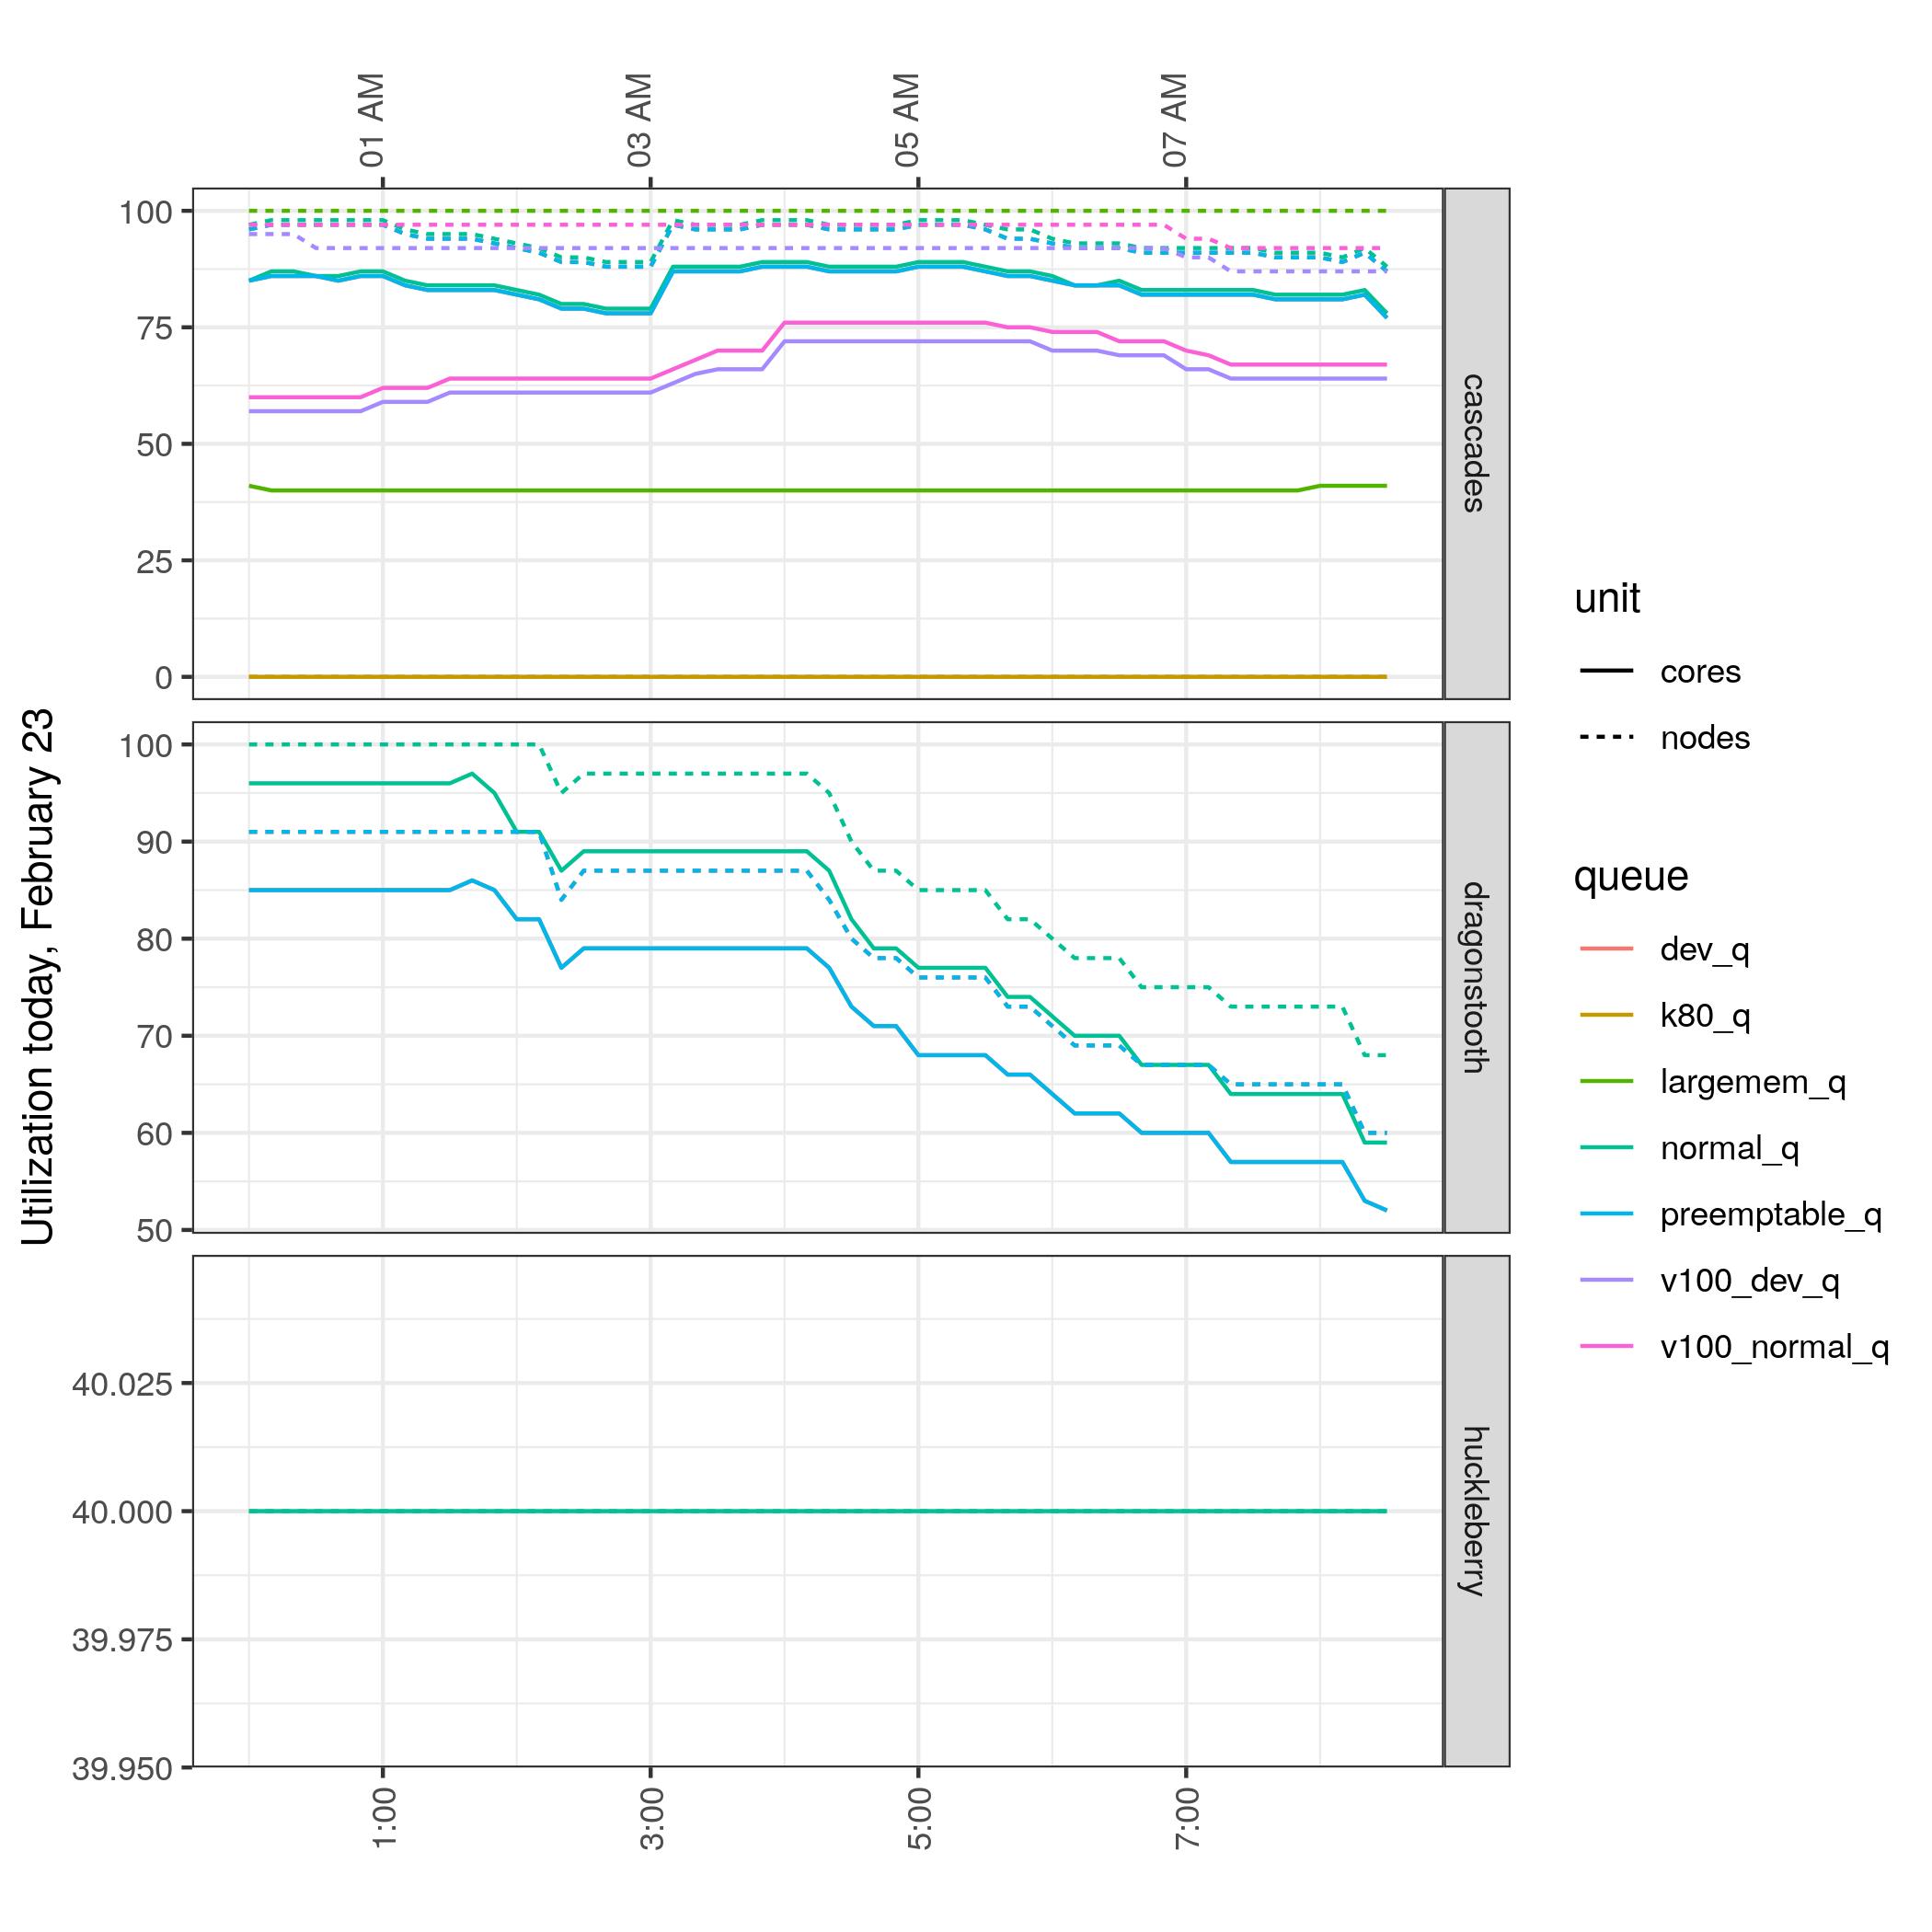 01 AM
03 AM
05 AM
07 AM
Utilization today, February 23
100
75
50
25
0
cascades
100
90
80
70
60
50
dragonstooth
40.025
40.000
39.975
39.950
huckleberry
1:00
3:00
5:00
7:00
unit
cores
nodes
queue
dev_q
k80_q
largemem_q
normal_q
preemptable_q
v100_dev_q
v100_normal_q